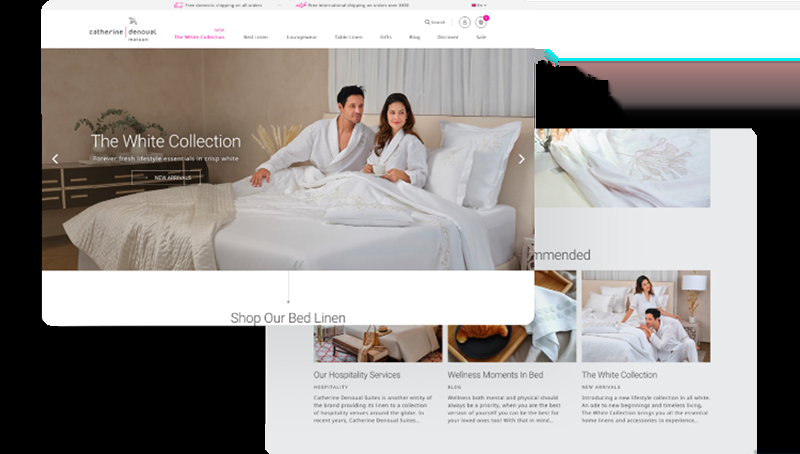 Free domestic shipping on all orders
Free international shipping on orders over
Search
En
catherine denoual
maison
NEW
The White Collection
Bed Linen
Loungewear
Table Linen
Gifts
Blog
Discover
Sale
The White Collection
Forever fresh lifestyle essentials in crisp white
NEW ARRIVALS
Shop Our Bed Linen
mmended
Our Hospitality Services
HOSPITALITY
Catherine Denoual Suites is another entity of
the brand providing its linen to a collection
of hospitality venues around the globe. In
recent years, Catherine Denoual Suites...
Wellness Moments In Bed
BLOG
Wellness both mental and physical should
always be a priority, when you are the best
version of yourself you can be the best for
your loved ones too! With that in mind...
The White Collection
NEW ARRIVALS
Introducing a new lifestyle collection in all white.
An ode to new beginnings and timeless living,
The White Collection brings you all the essential
home linens and accessories to experience...